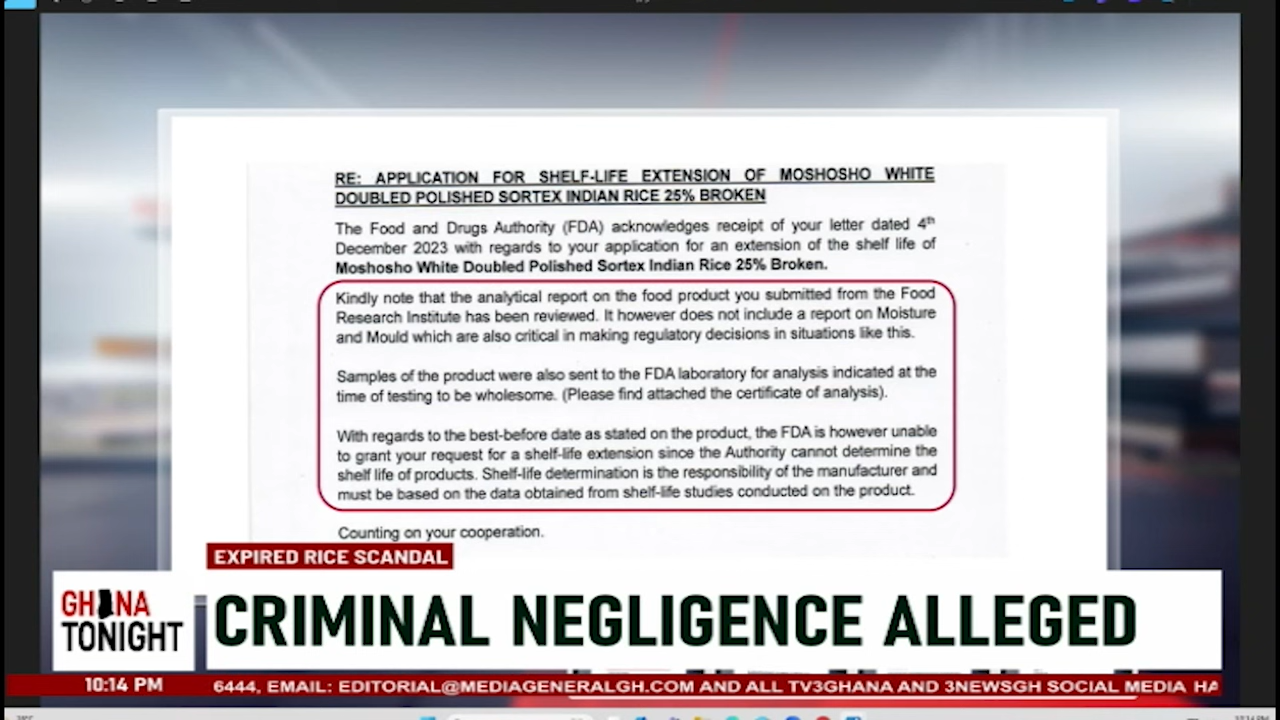 RE: APPLICATION FOR SHELF-LIFE EXTENSION OF MOSHOSHO WHITE
DOUBLED POLISHED SORTEX INDIAN RICE 25% BROKEN
The Food and Drugs Authority (FDA) acknowledges receipt of your letter dated 4th
December 2023 with regards to your application for an extension of the shelf life of
Moshosho White Doubled Polished Sortex Indian Rice 25% Broken.
Kindly note that the analytical report on the food product you submitted from the Food
Research Institute has been reviewed. It however does not include a report on Moisture
and Mould which are also critical in making regulatory decisions in situations like this.
Samples of the product were also sent to the FDA laboratory for analysis indicated at the
time of testing to be wholesome. (Please find attached the certificate of analysis).
With regards to the best-before date as stated on the product, the FDA is however unable
to grant your request for a shelf-life extension since the Authority cannot determine the
shelf life of products. Shelf-life determination is the responsibility of the manufacturer and
must be based on the data obtained from shelf-life studies conducted on the product.
Counting on your cooperation.
EXPIRED RICE SCANDAL
GHANA
TONIGHT
CRIMINAL NEGLIGENCE ALLEGED
10:14 PM
6444, EMAIL: EDITORIAL@MEDIAGENERALGH.COM AND ALL TV3GHANA AND 3NEWSGH SOCIAL MEDIA HA